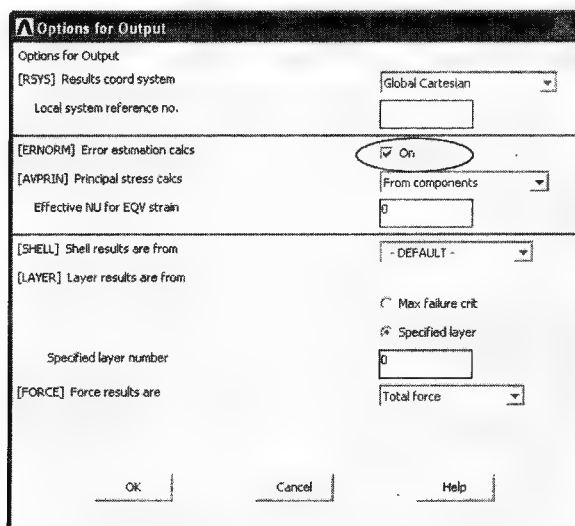 Options for Output
Options for Output
[RSYS] Results coord system
Global Cartesian
Local system reference no.
[ERNORM] Error estimation calcs
On
[AVPRIN] Principal stress calcs
From components
Effective NU for EQV strain
0
[SHELL] Shell results are from
- DEFAULT -
[LAYER] Layer results are from
Max failure crit
Specified layer
Specified layer number
0
[FORCE] Force results are
Total force
OK
Cancel
Help